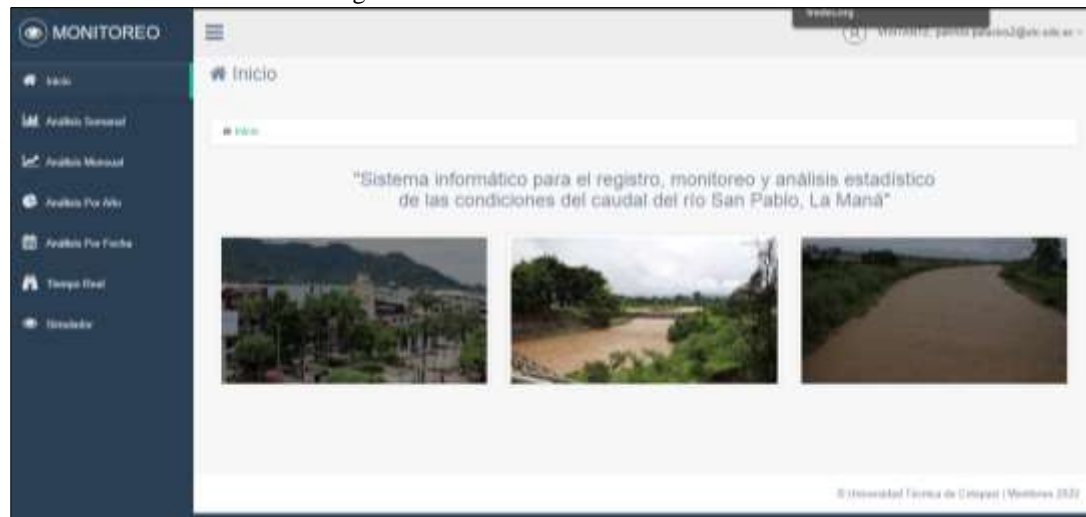 MONITOREO
Inicio
Análisis Semanal
Análisis Mensual
Análisis Por Año
Análisis Por Fecha
Tiempo Real
Simulador
Inicio
Inicio
"Sistema informático para el registro, monitoreo y análisis estadístico
de las condiciones del caudal del río San Pablo, La Maná"
© Universidad Técnica de Cotopaxi | Monitoreo 2022